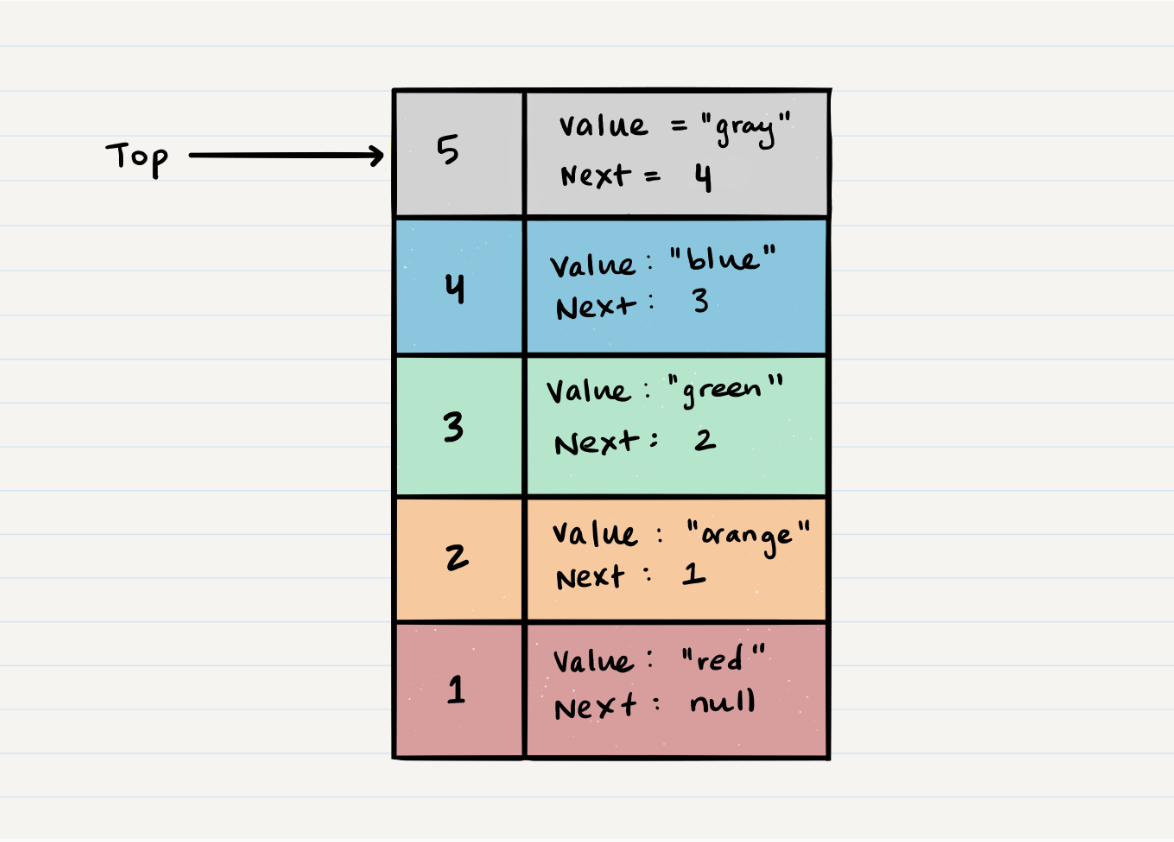 Top
5
value = "gray"
Next = 4
4
Value : "blue"
Next : 3
3
Value : "green"
Next : 2
2
Value : "orange"
Next : 1
1
Value : "red"
Next : null